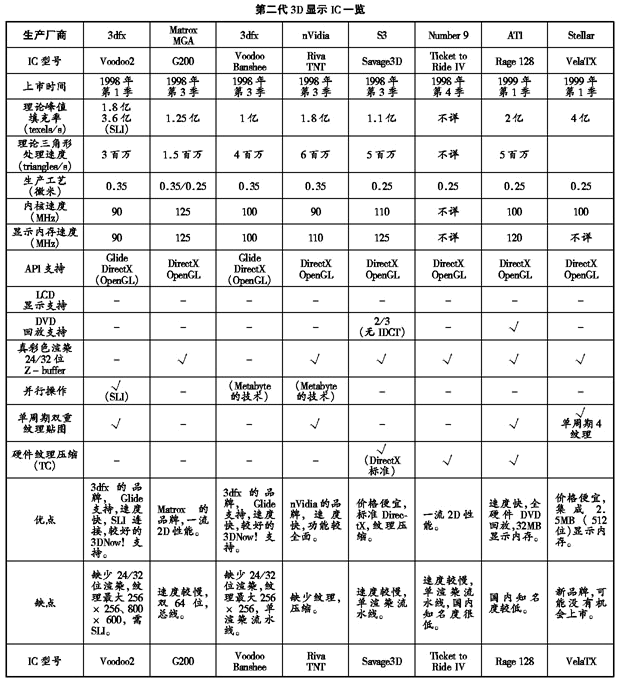 第二代 3D 显示 IC 一览
生产厂商 3dfx Matrox MGA 3dfx nVidia S3 Number 9 ATI Stellar
IC 型号 Voodoo2 G200 Voodoo Banshee Riva TNT Savage3D Ticket to Ride IV Rage 128 VelaTX
上市时间 1998 年第 1 季 1998 年第 3 季 1998 年第 3 季 1998 年第 3 季 1998 年第 3 季 1998 年第 4 季 1999 年第 1 季 1999 年第 1 季
理论峰值填充率 (texels/s) 1.8 亿 3.6 亿 (SLI) 1.25 亿 1 亿 1.8 亿 1.1 亿 不详 2 亿 4 亿
理论三角形处理速度 (triangles/s) 3 百万 1.5 百万 4 百万 6 百万 5 百万 不详 5 百万
生产工艺 (微米) 0.35 0.35/0.25 0.35 0.35 0.25 0.25 0.25 0.25
内核速度 (MHz) 90 125 100 90 110 不详 100 100
显示内存速度 (MHz) 90 125 100 110 125 不详 120 不详
API 支持 Glide DirectX (OpenGL) DirectX OpenGL Glide DirectX (OpenGL) DirectX OpenGL DirectX OpenGL DirectX OpenGL DirectX OpenGL DirectX OpenGL
LCD 显示支持 – – – – – – – –
DVD 回放支持 – – – – 2/3 (无 IDCT) – √ –
真彩色渲染 24/32 位 Z – buffer – √ – √ √ √ √ √
并行操作 √ (SLI) – (Metabyte 的技术) (Metabyte 的技术) – – – –
单周期双重纹理贴图 √ – – √ – – √ √ 单周期 4 纹理
硬件纹理压缩 (TC) – – – – √ (DirectX 标准) √ √ –
优点 3dfx 的品牌, Glide 支持,速度快, SLI 连接,较好的 3DNow! 支持。 Matrox 的品牌,一流 2D 性能。 3dfx 的品牌, Glide 支持,速度快,较好的 3DNow! 支持。 nVidia 的品牌,速度快,功能较全面。 价格便宜,标准 DirectX,纹理压缩。 一流 2D 性能。 速度快,全硬件 DVD 回放,32MB 显示内存。 价格便宜,集成 2.5MB (512 位)显示内存。
缺点 缺少 24/32 位渲染,纹理最大 256 × 256、800 × 600,需 SLI。 速度较慢,双 64 位,总线。 缺少 24/32 位渲染,纹理最大 256 × 256,单渲染流水线。 缺少纹理,压缩。 速度较慢,单渲染流水线。 速度较慢,单渲染流水线,国内知名度很低。 国内知名度较低。 新品牌,可能没有机会上市。
IC 型号 Voodoo2 G200 Voodoo Banshee Riva TNT Savage3D Ticket to Ride IV Rage 128 VelaTX